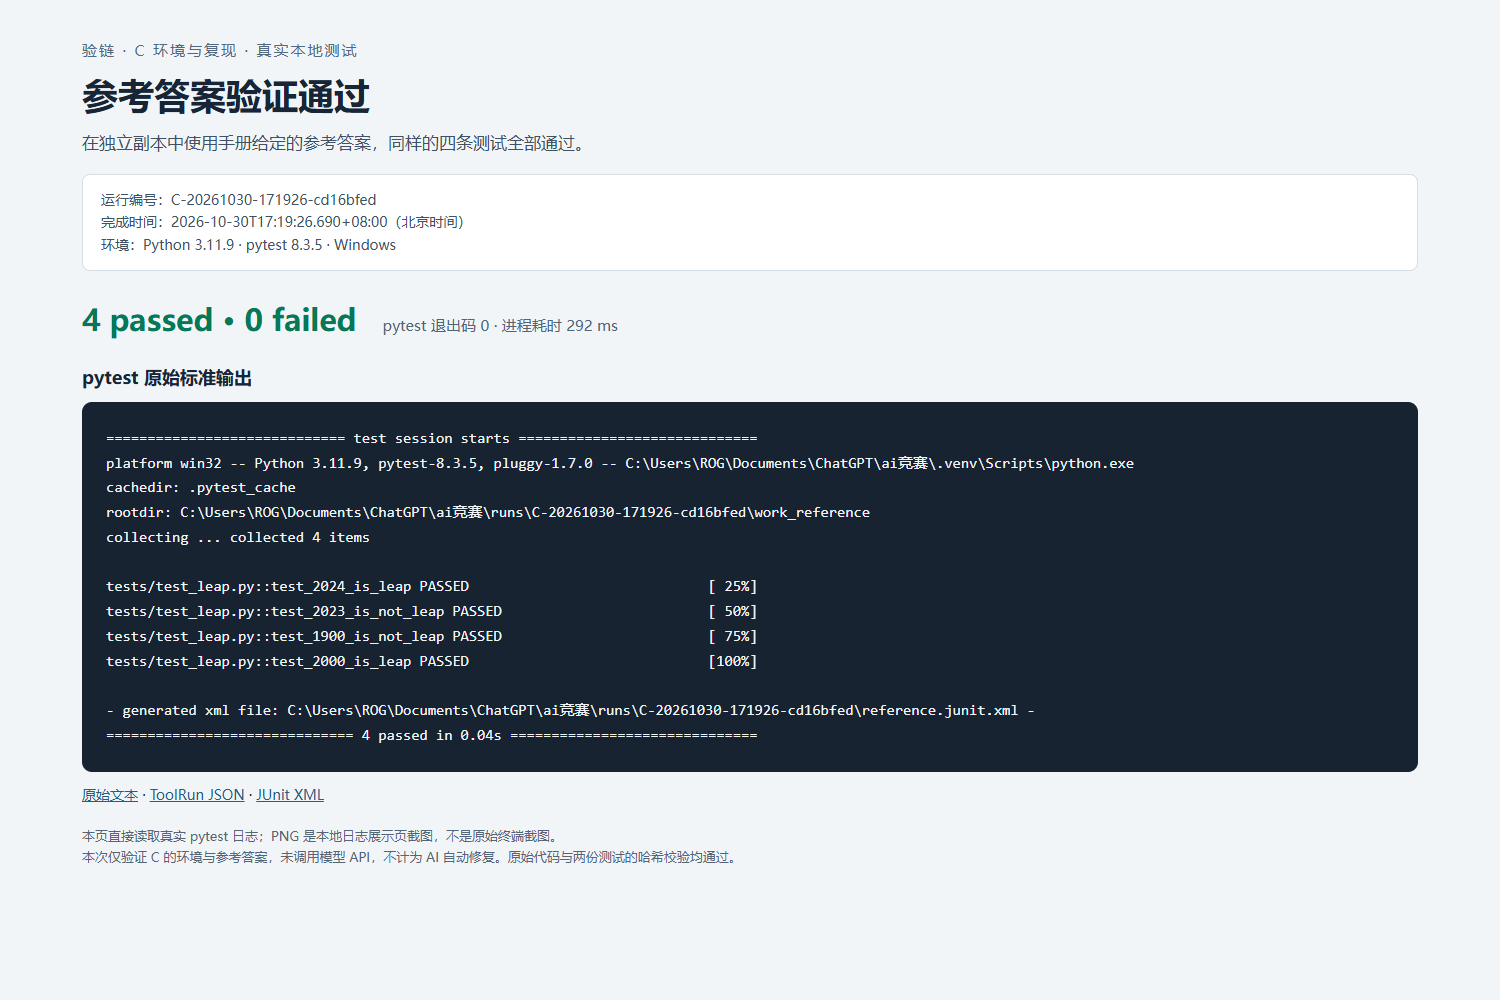 验链 · C 环境与复现 · 真实本地测试
参考答案验证通过
在独立副本中使用手册给定的参考答案，同样的四条测试全部通过。
运行编号：C-20261030-171926-cd16bfed
完成时间：2026-10-30T17:19:26.690+08:00（北京时间）
环境：Python 3.11.9 · pytest 8.3.5 · Windows
4 passed • 0 failed pytest 退出码 0 · 进程耗时 292 ms
pytest 原始标准输出
============================= test session starts =============================
platform win32 -- Python 3.11.9, pytest-8.3.5, pluggy-1.7.0 -- C:\Users\ROG\Documents\ChatGPT\ai竞赛\.venv\Scripts\python.exe
cachedir: .pytest_cache
rootdir: C:\Users\ROG\Documents\ChatGPT\ai竞赛\runs\C-20261030-171926-cd16bfed\work_reference
collecting ... collected 4 items
tests/test_leap.py::test_2024_is_leap PASSED [ 25%]
tests/test_leap.py::test_2023_is_not_leap PASSED [ 50%]
tests/test_leap.py::test_1900_is_not_leap PASSED [ 75%]
tests/test_leap.py::test_2000_is_leap PASSED [100%]
- generated xml file: C:\Users\ROG\Documents\ChatGPT\ai竞赛\runs\C-20261030-171926-cd16bfed\reference.junit.xml -
============================== 4 passed in 0.04s ==============================
原始文本 · ToolRun JSON · JUnit XML
本页直接读取真实 pytest 日志；PNG 是本地日志展示页截图，不是原始终端截图。
本次仅验证 C 的环境与参考答案，未调用模型 API，不计为 AI 自动修复。原始代码与两份测试的哈希校验均通过。